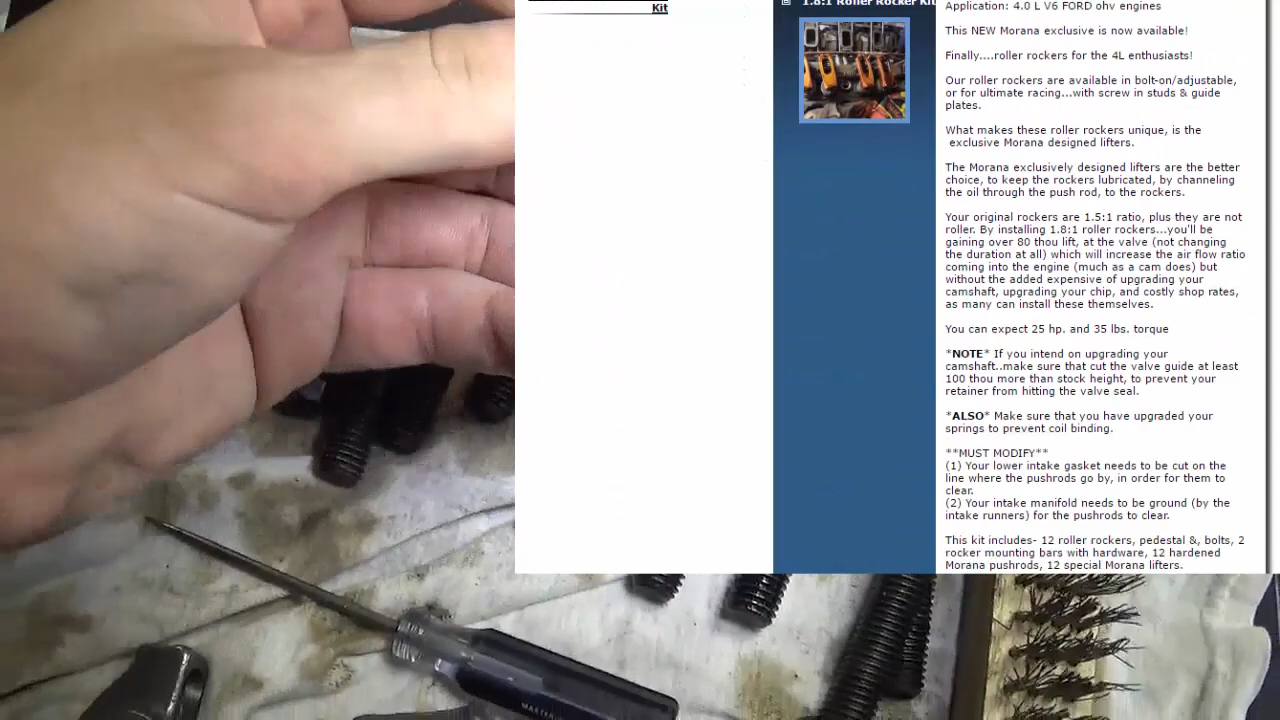 Kit
1.8:1 Roller Rocker Kit
Application: 4.0 L V6 FORD ohv engines
This NEW Morana exclusive is now available!
Finally....roller rockers for the 4L enthusiasts!
Our roller rockers are available in bolt-on/adjustable,
or for ultimate racing...with screw in studs & guide
plates.
What makes these roller rockers unique, is the
exclusive Morana designed lifters.
The Morana exclusively designed lifters are the better
choice, to keep the rockers lubricated, by channeling
the oil through the push rod, to the rockers.
Your original rockers are 1.5:1 ratio, plus they are not
roller. By installing 1.8:1 roller rockers...you'll be
gaining over 80 thou lift, at the valve (not changing
the duration at all) which will increase the air flow ratio
coming into the engine (much as a cam does) but
without the added expensive of upgrading your
camshaft, upgrading your chip, and costly shop rates,
as many can install these themselves.
You can expect 25 hp. and 35 lbs. torque
*NOTE* If you intend on upgrading your
camshaft..make sure that cut the valve guide at least
100 thou more than stock height, to prevent your
retainer from hitting the valve seal.
*ALSO* Make sure that you have upgraded your
springs to prevent coil binding.
**MUST MODIFY**
(1) Your lower intake gasket needs to be cut on the
line where the pushrods go by, in order for them to
clear.
(2) Your intake manifold needs to be ground (by the
intake runners) for the pushrods to clear.
This kit includes- 12 roller rockers, pedestal &, bolts, 2
rocker mounting bars with hardware, 12 hardened
Morana pushrods, 12 special Morana lifters.